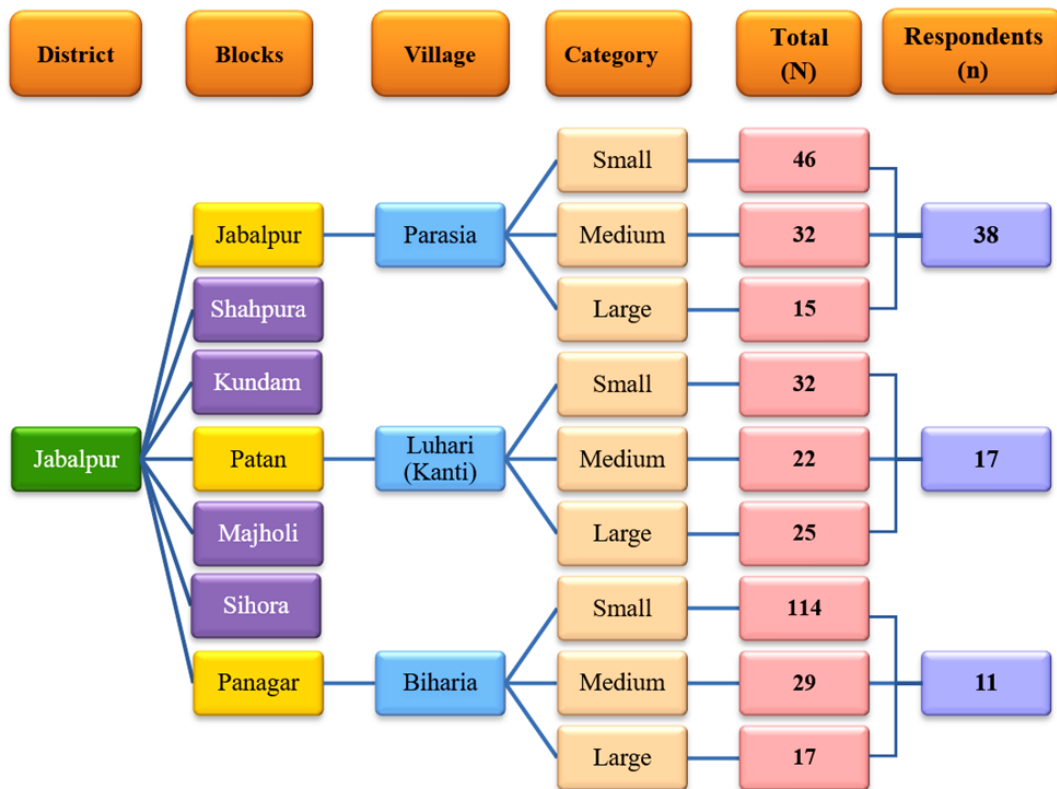 District
Blocks
Village
Category
Total
(N)
Respondents
(n)
Small
46
Jabalpur
Parasia
Medium
32
38
Shahpura
Large
15
Kundam
Small
32
Jabalpur
Patan
Luhari
(Kanti)
Medium
22
17
Majholi
Large
25
Sihora
Small
114
Panagar
Biharia
Medium
29
11
Large
17